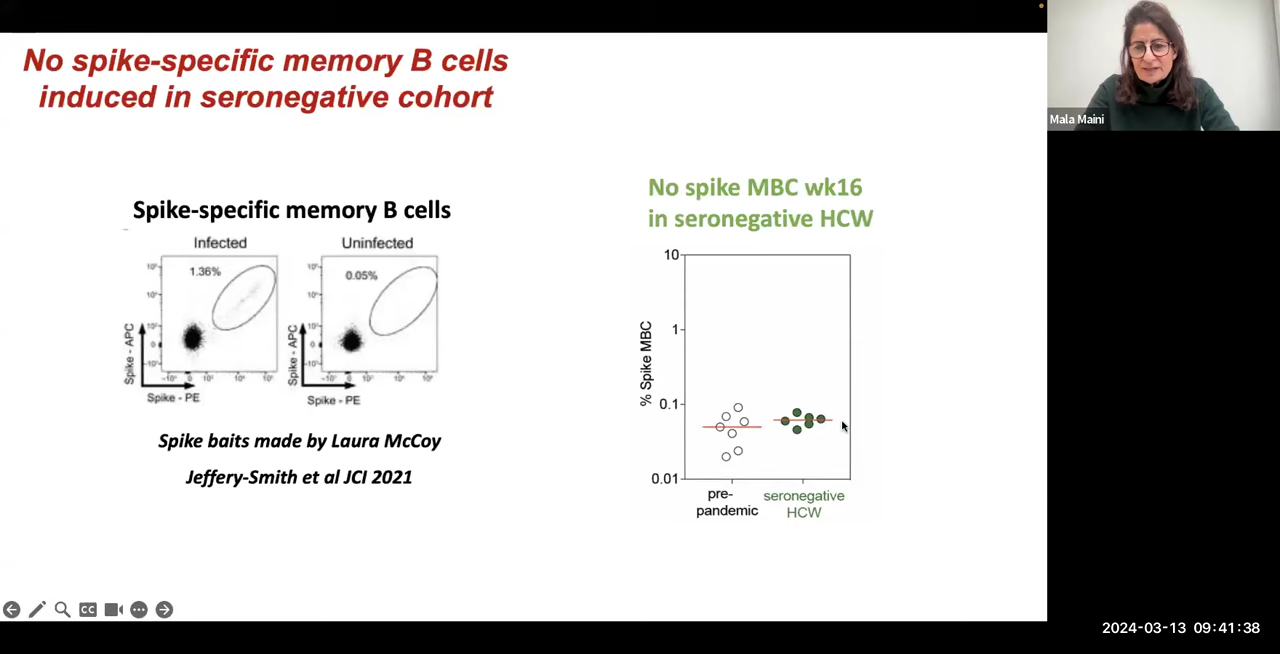 No spike-specific memory B cells
induced in seronegative cohort
Mala Maini
Spike-specific memory B cells
Infected
Uninfected
1.36%
0.05%
Spike - APC
Spike - PE
Spike - APC
Spike - PE
Spike baits made by Laura McCoy
Jeffery-Smith et al JCI 2021
No spike MBC wk16
in seronegative HCW
% Spike MBC
10
1
0.1
0.01
pre-
pandemic
seronegative
HCW
CC
2024-03-13 09:41:38